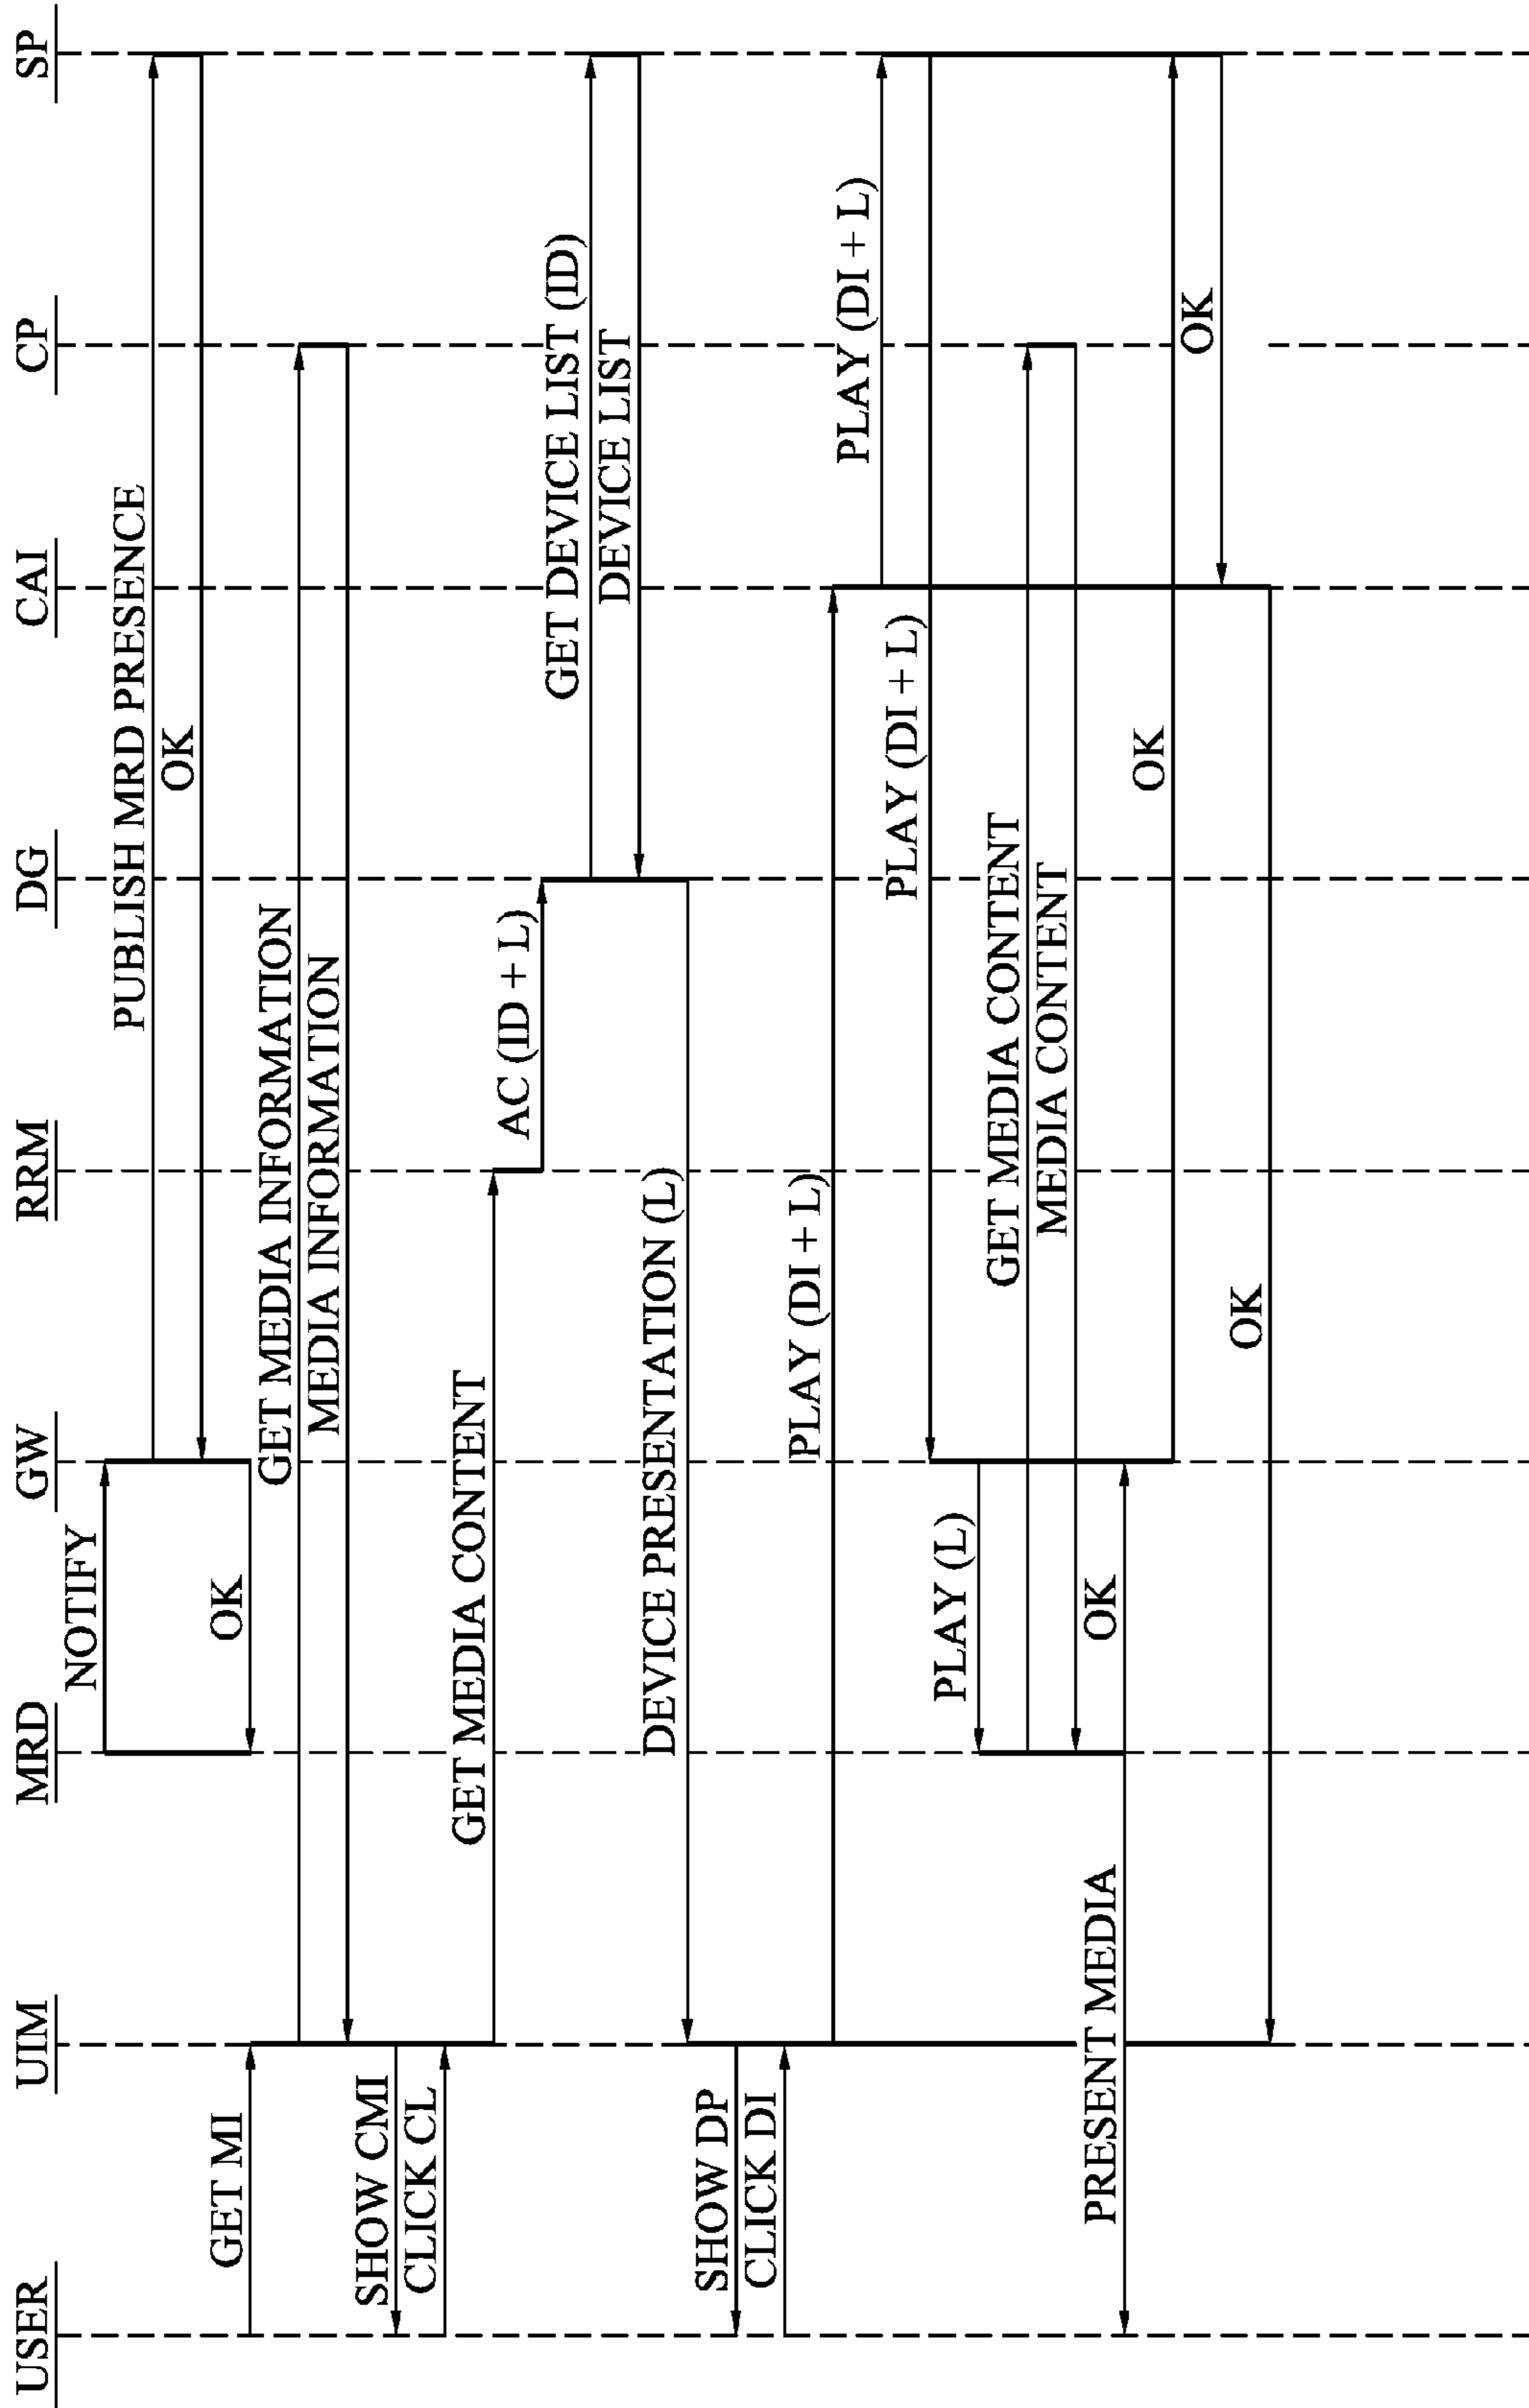 USER
UIM
MRD
GW
RRM
DG
CAI
CP
SP
NOTIFY
PUBLISH MRD PRESENCE
OK
GET MI
OK
GET MEDIA INFORMATION
MEDIA INFORMATION
SHOW CMI
CLICK CL
GET MEDIA CONTENT
AC (ID + L)
GET DEVICE LIST (ID)
DEVICE LIST
DEVICE PRESENTATION (L)
SHOW DP
CLICK DI
PLAY (DI + L)
PLAY (DI + L)
PLAY (DI + L)
PLAY (L)
GET MEDIA CONTENT
MEDIA CONTENT
PRESENT MEDIA
OK
OK
OK
OK